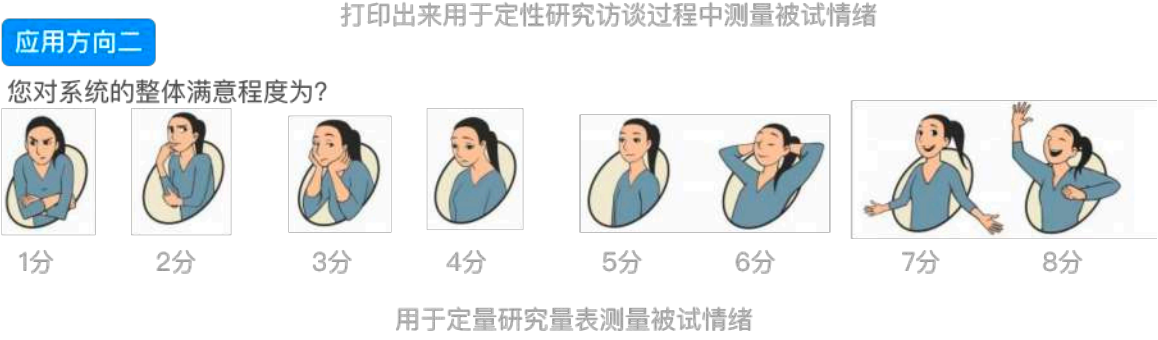 打印出来用于定性研究访谈过程中测量被试情绪
应用方向二
您对系统的整体满意程度为?
1分 2分 3分 4分 5分 6分 7分 8分
用于定量研究量表测量被试情绪